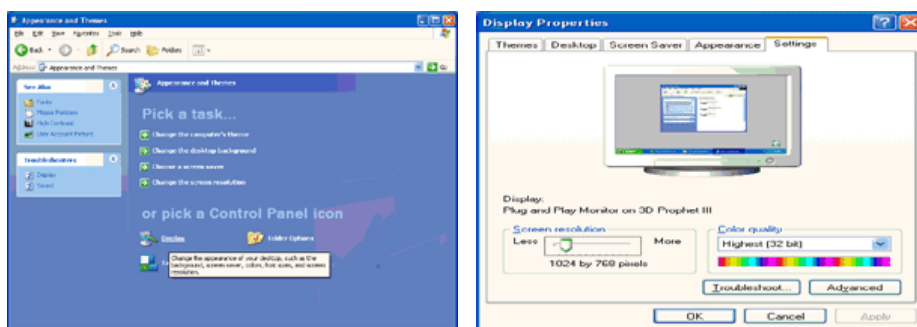 Appearance and Themes
File Edit View Favorites Tools Help
Back Search Folders
Address Appearance and Themes Go
See Also
Fonts
Mouse Pointers
High Contrast
User Account Picture
Troubleshooters
Display
Sound
Appearance and Themes
Pick a task...
Change the computer's theme
Change the desktop background
Choose a screen saver
Change the screen resolution
or pick a Control Panel icon
Display Folder Options
Change the appearance of your desktop, such as the
background, screen saver, colors, font sizes, and screen
resolution.
Display Properties
Themes Desktop Screen Saver Appearance Settings
Display:
Plug and Play Monitor on 3D Prophet III
Screen resolution
Less More
1024 by 768 pixels
Color quality
Highest (32 bit)
Troubleshoot... Advanced
OK Cancel Apply